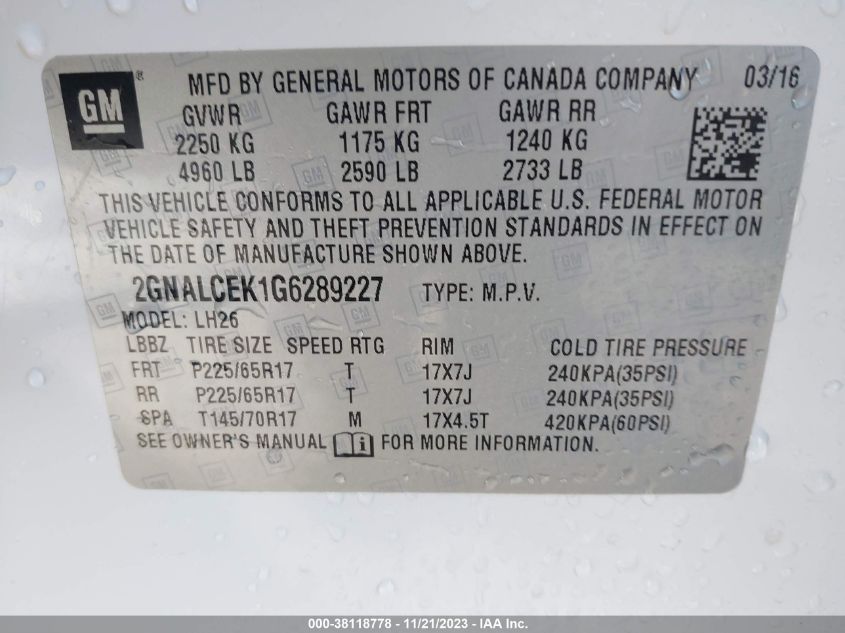 GM ® MFD BY GENERAL MOTORS OF CANADA COMPANY 03/16
GVWR GAWR FRT GAWR RR
2250 KG 1175 KG 1240 KG
4960 LB 2590 LB 2733 LB
THIS VEHICLE CONFORMS TO ALL APPLICABLE U.S. FEDERAL MOTOR
VEHICLE SAFETY AND THEFT PREVENTION STANDARDS IN EFFECT ON
THE DATE OF MANUFACTURE SHOWN ABOVE.
2GNALCEK1G6289227 TYPE: M.P.V.
MODEL: LH26
LBBZ TIRE SIZE SPEED RTG RIM COLD TIRE PRESSURE
FRT P225/65R17 T 17X7J 240KPA(35PSI)
RR P225/65R17 T 17X7J 240KPA(35PSI)
SPA T145/70R17 M 17X4.5T 420KPA(60PSI)
SEE OWNER'S MANUAL FOR MORE INFORMATION.
000-38118778 - 11/21/2023 - IAA Inc.